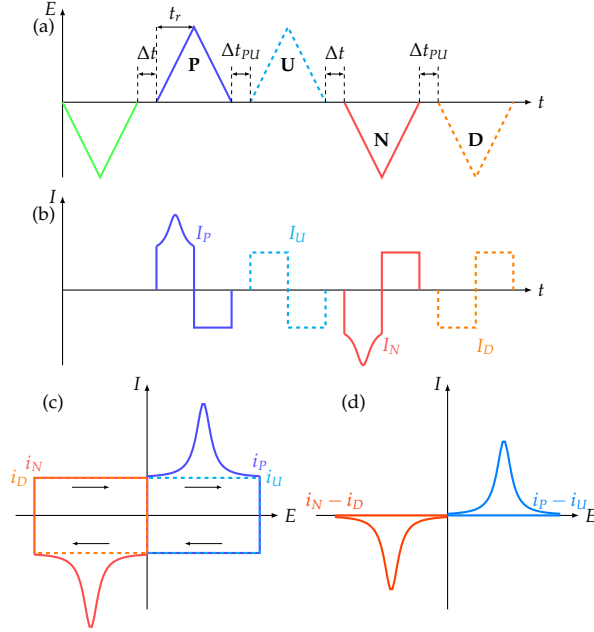 (a)
E
t_r
Δt
Δt_PU
Δt
Δt_PU
P
U
N
D
t
(b)
I
I_P
I_U
I_N
I_D
t
(c)
I
i_N
i_D
i_P
i_U
E
(d)
I
i_N − i_D
i_P − i_U
E